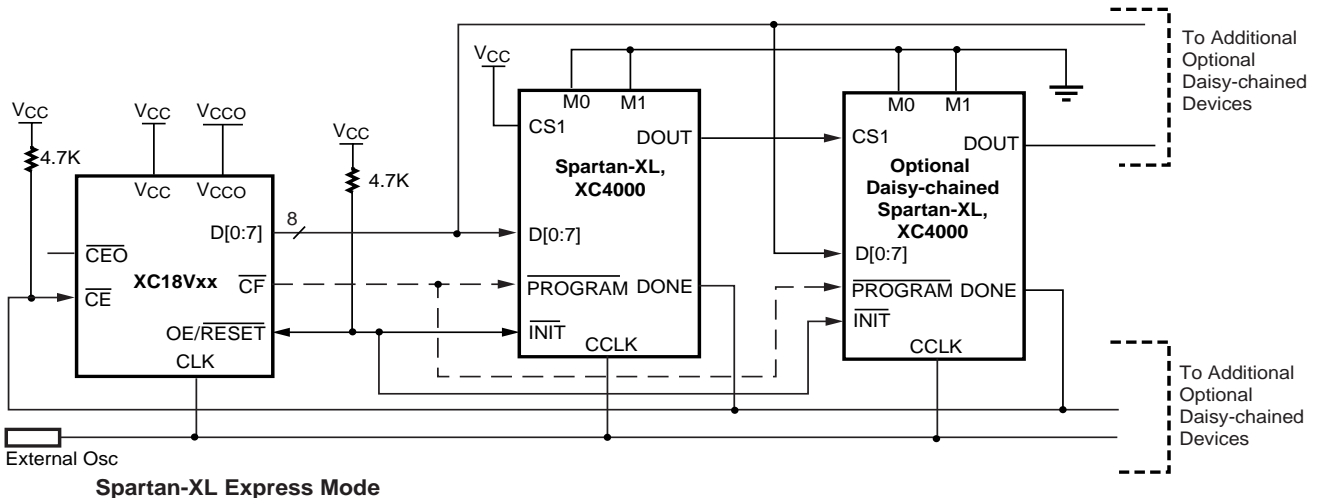 To Additional
Optional
Daisy-chained
Devices
VCC
M0 M1
CS1
DOUT
Spartan-XL,
XC4000
D[0:7]
PROGRAM DONE
INIT
CCLK
M0 M1
CS1
DOUT
Optional
Daisy-chained
Spartan-XL,
XC4000
D[0:7]
PROGRAM DONE
INIT
CCLK
VCC
4.7K
VCC VCCO
VCC VCCO
VCC
4.7K
8
D[0:7]
CEO
XC18Vxx
CF
CE
OE/RESET
CLK
To Additional
Optional
Daisy-chained
Devices
External Osc
Spartan-XL Express Mode